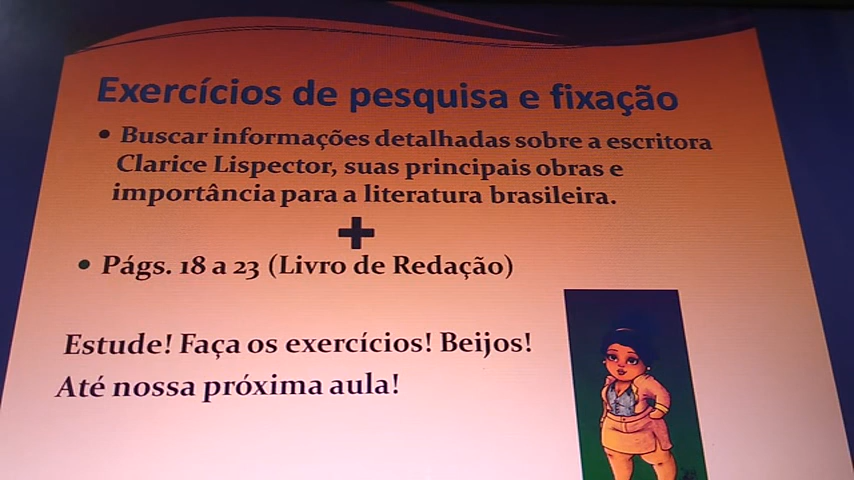 Exercícios de pesquisa e fixação
• Buscar informações detalhadas sobre a escritora
Clarice Lispector, suas principais obras e
importância para a literatura brasileira.
+
• Págs. 18 a 23 (Livro de Redação)
Estude! Faça os exercícios! Beijos!
Até nossa próxima aula!